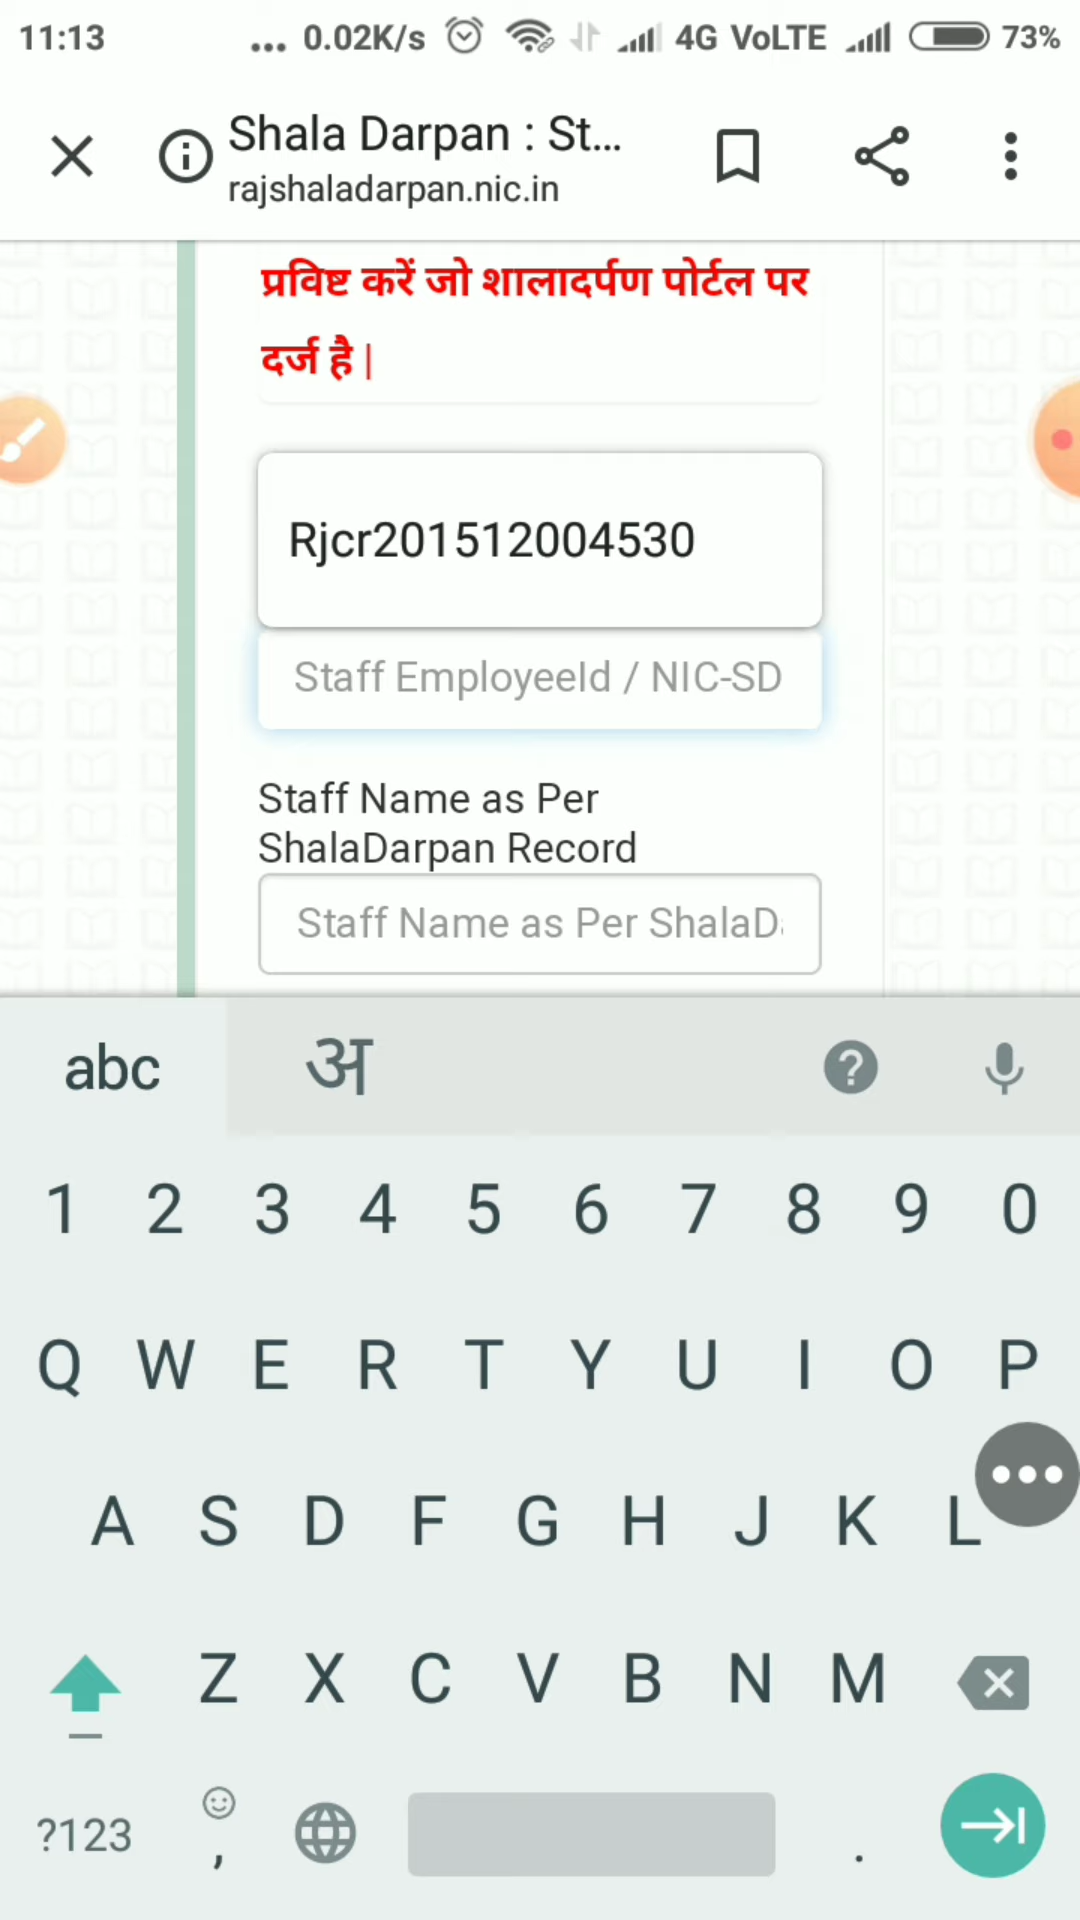 11:13 ... 0.02K/s 4G VoLTE 73%
Shala Darpan : St...
rajshaladarpan.nic.in
प्रविष्ट करें जो शालादर्पण पोर्टल पर
दर्ज है |
Rjcr201512004530
Staff EmployeeId / NIC-SD
Staff Name as Per
ShalaDarpan Record
Staff Name as Per ShalaDa
abc अ ?
1 2 3 4 5 6 7 8 9 0
Q W E R T Y U I O P
A S D F G H J K L
Z X C V B N M
?123 , .